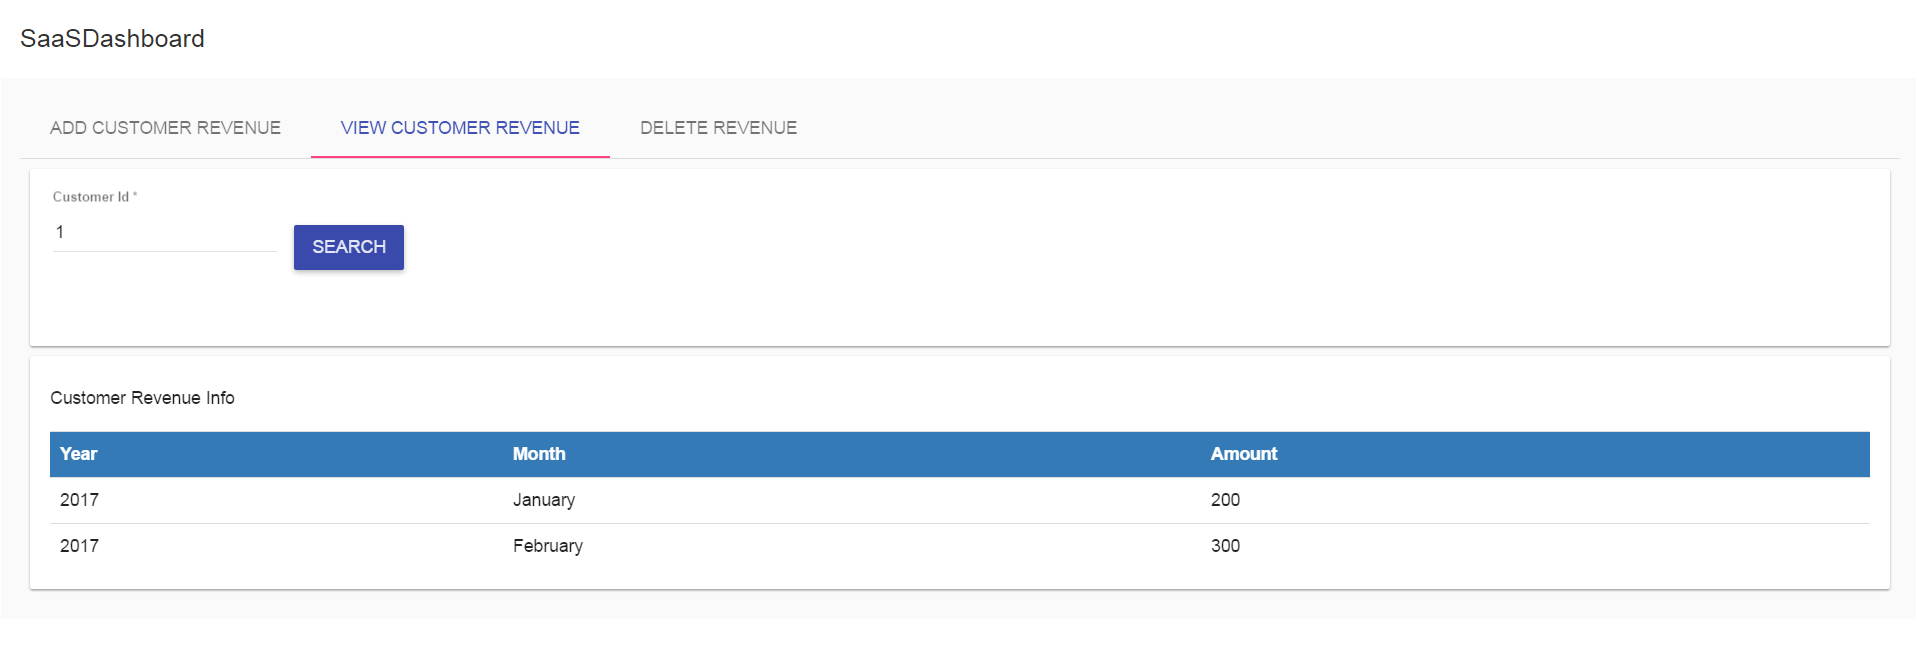 SaaSDashboard
ADD CUSTOMER REVENUE VIEW CUSTOMER REVENUE DELETE REVENUE
Customer Id *
1
SEARCH
Customer Revenue Info
Year Month Amount
2017 January 200
2017 February 300